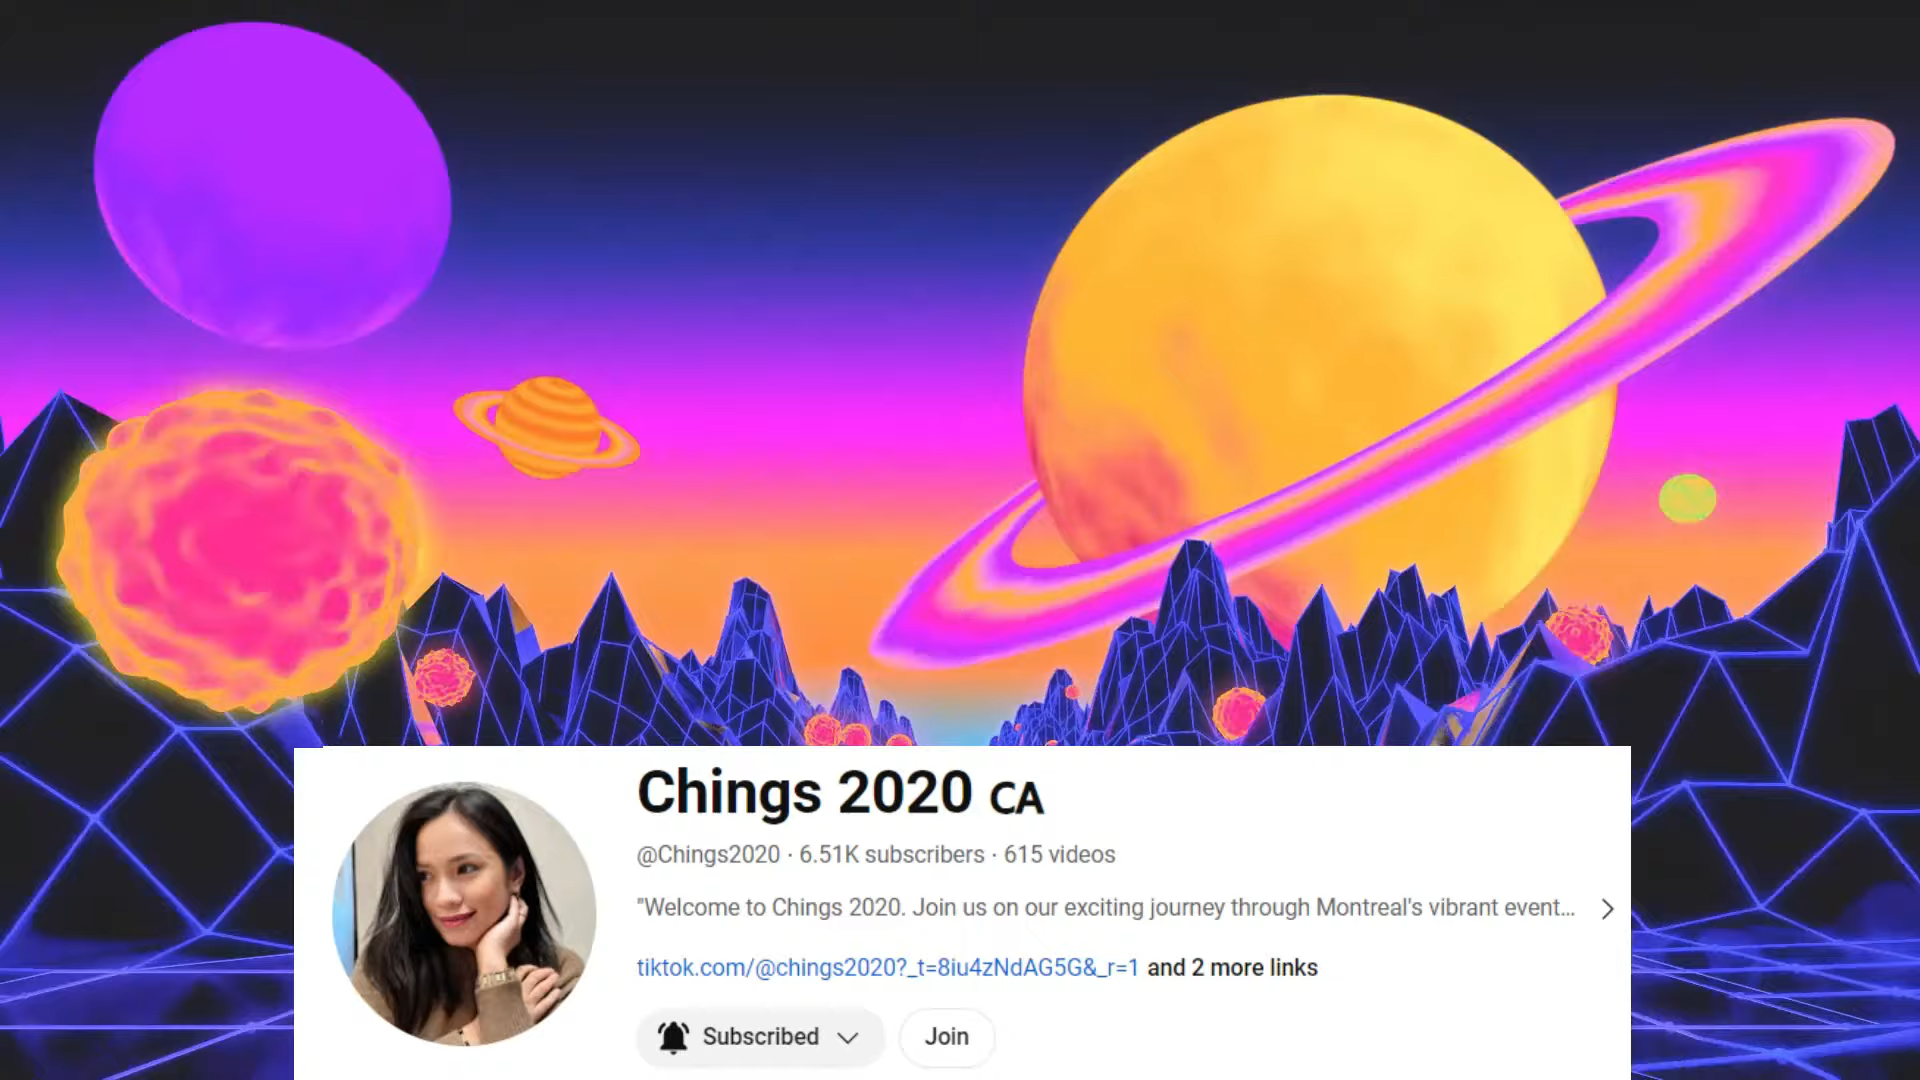 Chings 2020 CA
@Chings2020 · 6.51K subscribers · 615 videos
"Welcome to Chings 2020. Join us on our exciting journey through Montreal's vibrant event...
tiktok.com/@chings2020?_t=8iu4zNdAG5G&_r=1 and 2 more links
Subscribed Join